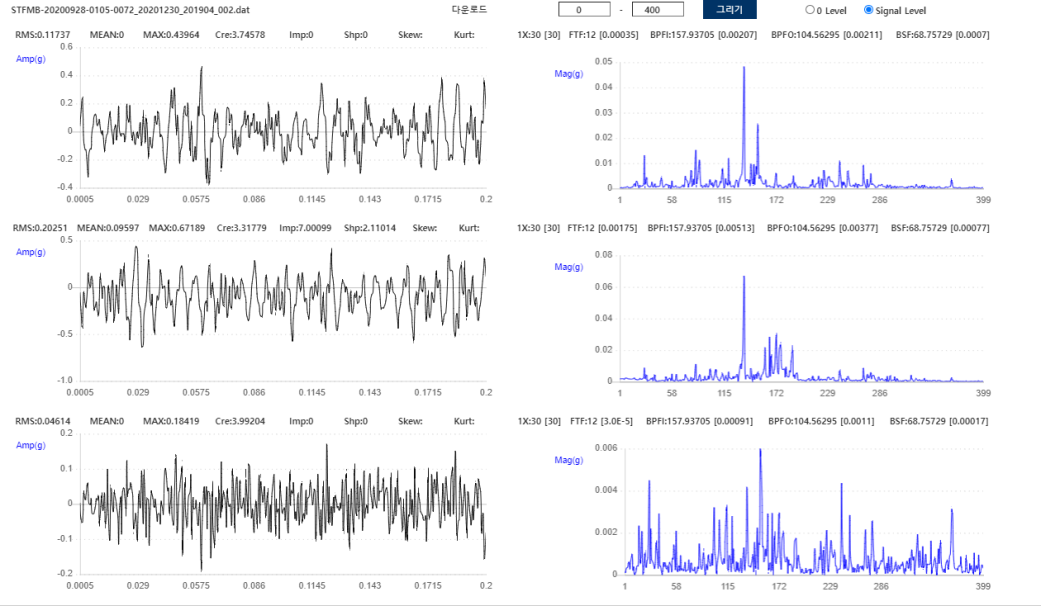 STFMB-20200928-0105-0072_20201230_201904_002.dat 다운로드 0 - 400 그리기 0 Level Signal Level
RMS:0.11737 MEAN:0 MAX:0.43964 Cre:3.74578 Imp:0 Shp:0 Skew: Kurt:
Amp(g)
0.6
0.4
0.2
0
-0.2
-0.4
0.0005 0.029 0.0575 0.086 0.1145 0.143 0.1715 0.2
1X:30 [30] FTF:12 [0.00035] BPFI:157.93705 [0.00207] BPFO:104.56295 [0.00211] BSF:68.75729 [0.0007]
Mag(g)
0.05
0.04
0.03
0.02
0.01
0
1 58 115 172 229 286 399
RMS:0.20251 MEAN:0.09597 MAX:0.67189 Cre:3.31779 Imp:7.00099 Shp:2.11014 Skew: Kurt:
Amp(g)
0.5
0
-0.5
-1.0
0.0005 0.029 0.0575 0.086 0.1145 0.143 0.1715 0.2
1X:30 [30] FTF:12 [0.00175] BPFI:157.93705 [0.00513] BPFO:104.56295 [0.00377] BSF:68.75729 [0.00077]
Mag(g)
0.08
0.06
0.04
0.02
0
1 58 115 172 229 286 399
RMS:0.04614 MEAN:0 MAX:0.18419 Cre:3.99204 Imp:0 Shp:0 Skew: Kurt:
Amp(g)
0.2
0.1
0
-0.1
-0.2
0.0005 0.029 0.0575 0.086 0.1145 0.143 0.1715 0.2
1X:30 [30] FTF:12 [3.0E-5] BPFI:157.93705 [0.00091] BPFO:104.56295 [0.0011] BSF:68.75729 [0.00017]
Mag(g)
0.006
0.004
0.002
0
1 58 115 172 229 286 399